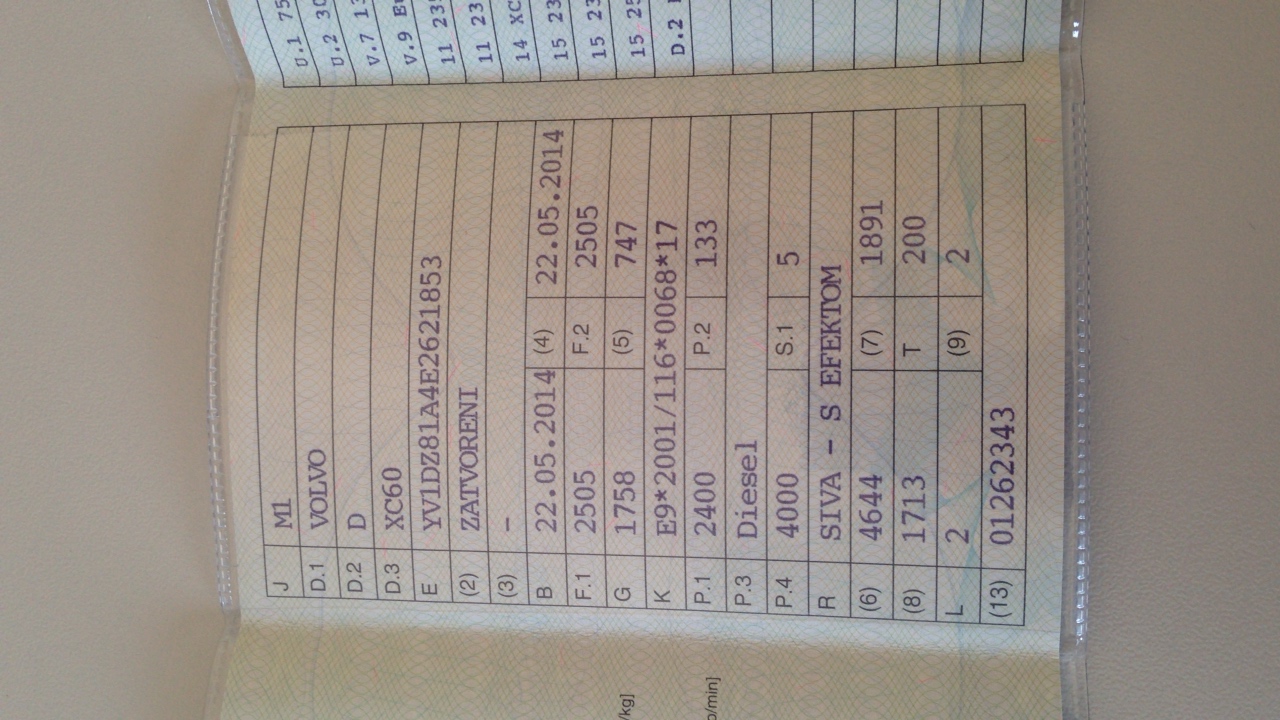 J M1
D.1 VOLVO
D.2 D
D.3 XC60
E YV1DZ81A4E2621853
(2) ZATVORENI
(3) –
B 22.05.2014 (4) 22.05.2014
F.1 2505 F.2 2505
G 1758 (5) 747
K E9*2001/116*0068*17
P.1 2400 P.2 133
P.3 Diesel
P.4 4000 S.1 5
R SIVA – S EFEKTOM
(6) 4644 (7) 1891
(8) 1713 T 200
L 2 (9) 2
(13) 01262343
/kg]
/min]
U.1 75
U.2 30
V.7 13
V.9 Eu
11 235
11 23
14 XC
15 23
15 23
15 25
D.2